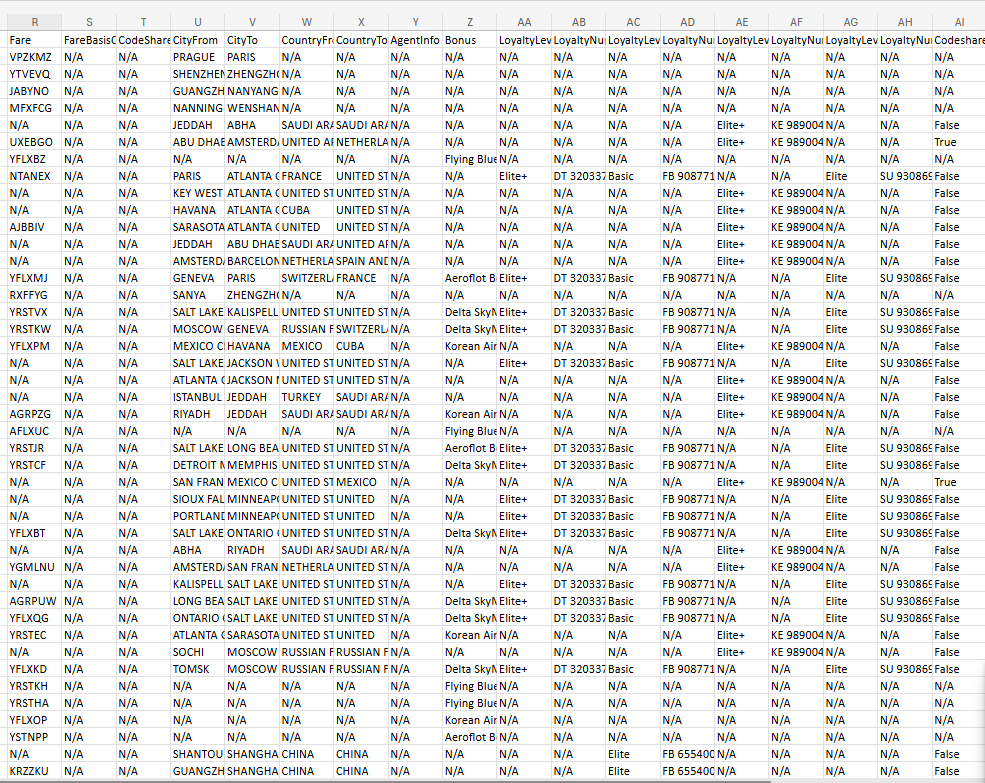 R S T U V W X Y Z AA AB AC AD AE AF AG AH AI
Fare FareBasisC CodeShare CityFrom CityTo CountryFr CountryTo AgentInfo Bonus LoyaltyLev LoyaltyNu LoyaltyLev LoyaltyNu LoyaltyLev LoyaltyNu LoyaltyLev LoyaltyNu Codeshare
VPZKMZ N/A N/A PRAGUE PARIS N/A N/A N/A N/A N/A N/A N/A N/A N/A N/A N/A N/A N/A
YTVEVQ N/A N/A SHENZHEN ZHENGZHO N/A N/A N/A N/A N/A N/A N/A N/A N/A N/A N/A N/A N/A
JABYNO N/A N/A GUANGZH NANYANG N/A N/A N/A N/A N/A N/A N/A N/A N/A N/A N/A N/A N/A
MFXFCG N/A N/A NANNING WENSHAN N/A N/A N/A N/A N/A N/A N/A N/A N/A N/A N/A N/A N/A
N/A N/A N/A JEDDAH ABHA SAUDI ARA SAUDI ARA N/A N/A N/A N/A N/A N/A Elite+ KE 989004 N/A N/A False
UXEBGO N/A N/A ABU DHAB AMSTERDA UNITED AR NETHERLA N/A N/A N/A N/A N/A N/A Elite+ KE 989004 N/A N/A True
YFLXBZ N/A N/A N/A N/A N/A N/A N/A Flying Blue N/A N/A N/A N/A N/A N/A N/A N/A N/A
NTANEX N/A N/A PARIS ATLANTA G FRANCE UNITED ST N/A N/A Elite+ DT 320337 Basic FB 908771 N/A N/A Elite SU 930869 False
N/A N/A N/A KEY WEST ATLANTA G UNITED ST UNITED ST N/A N/A N/A N/A N/A N/A Elite+ KE 989004 N/A N/A False
N/A N/A N/A HAVANA ATLANTA G CUBA UNITED ST N/A N/A N/A N/A N/A N/A Elite+ KE 989004 N/A N/A False
AJBBIV N/A N/A SARASOTA ATLANTA G UNITED UNITED ST N/A N/A N/A N/A N/A N/A Elite+ KE 989004 N/A N/A False
N/A N/A N/A JEDDAH ABU DHAB SAUDI ARA UNITED AR N/A N/A N/A N/A N/A N/A Elite+ KE 989004 N/A N/A False
N/A N/A N/A AMSTERDA BARCELON NETHERLA SPAIN AND N/A N/A N/A N/A N/A N/A Elite+ KE 989004 N/A N/A False
YFLXMJ N/A N/A GENEVA PARIS SWITZERL FRANCE N/A Aeroflot B Elite+ DT 320337 Basic FB 908771 N/A N/A Elite SU 930869 False
RXFFYG N/A N/A SANYA ZHENGZHO N/A N/A N/A N/A N/A N/A N/A N/A N/A N/A N/A N/A N/A
YRSTVX N/A N/A SALT LAKE KALISPELL UNITED ST UNITED ST N/A Delta SkyM Elite+ DT 320337 Basic FB 908771 N/A N/A Elite SU 930869 False
YRSTKW N/A N/A MOSCOW GENEVA RUSSIAN F SWITZERL N/A Delta SkyM Elite+ DT 320337 Basic FB 908771 N/A N/A Elite SU 930869 False
YFLXPM N/A N/A MEXICO CI HAVANA MEXICO CUBA N/A Korean Air N/A N/A N/A N/A Elite+ KE 989004 N/A N/A False
N/A N/A N/A SALT LAKE JACKSON W UNITED ST UNITED ST N/A N/A Elite+ DT 320337 Basic FB 908771 N/A N/A Elite SU 930869 False
N/A N/A N/A ATLANTA G JACKSON M UNITED ST UNITED ST N/A N/A N/A N/A N/A N/A Elite+ KE 989004 N/A N/A False
N/A N/A N/A ISTANBUL JEDDAH TURKEY SAUDI ARA N/A N/A N/A N/A N/A N/A Elite+ KE 989004 N/A N/A False
AGRPZG N/A N/A RIYADH JEDDAH SAUDI ARA SAUDI ARA N/A Korean Air N/A N/A N/A N/A Elite+ KE 989004 N/A N/A False
AFLXUC N/A N/A N/A N/A N/A N/A N/A Flying Blue N/A N/A N/A N/A N/A N/A N/A N/A N/A
YRSTJR N/A N/A SALT LAKE LONG BEA UNITED ST UNITED ST N/A Aeroflot B Elite+ DT 320337 Basic FB 908771 N/A N/A Elite SU 930869 False
YRSTCF N/A N/A DETROIT M MEMPHIS UNITED ST UNITED ST N/A Delta SkyM Elite+ DT 320337 Basic FB 908771 N/A N/A Elite SU 930869 False
N/A N/A N/A SAN FRAN MEXICO CI UNITED ST MEXICO N/A N/A N/A N/A N/A N/A Elite+ KE 989004 N/A N/A True
N/A N/A N/A SIOUX FAL MINNEAPO UNITED ST UNITED N/A N/A Elite+ DT 320337 Basic FB 908771 N/A N/A Elite SU 930869 False
N/A N/A N/A PORTLAND MINNEAPO UNITED ST UNITED N/A N/A Elite+ DT 320337 Basic FB 908771 N/A N/A Elite SU 930869 False
YFLXBT N/A N/A SALT LAKE ONTARIO C UNITED ST UNITED ST N/A Delta SkyM Elite+ DT 320337 Basic FB 908771 N/A N/A Elite SU 930869 False
N/A N/A N/A ABHA RIYADH SAUDI ARA SAUDI ARA N/A N/A N/A N/A N/A N/A Elite+ KE 989004 N/A N/A False
YGMLNU N/A N/A AMSTERDA SAN FRAN NETHERLA UNITED ST N/A N/A N/A N/A N/A N/A Elite+ KE 989004 N/A N/A False
N/A N/A N/A KALISPELL SALT LAKE UNITED ST UNITED ST N/A N/A Elite+ DT 320337 Basic FB 908771 N/A N/A Elite SU 930869 False
AGRPUW N/A N/A LONG BEA SALT LAKE UNITED ST UNITED ST N/A Delta SkyM Elite+ DT 320337 Basic FB 908771 N/A N/A Elite SU 930869 False
YFLXQG N/A N/A ONTARIO C SALT LAKE UNITED ST UNITED ST N/A Delta SkyM Elite+ DT 320337 Basic FB 908771 N/A N/A Elite SU 930869 False
YRSTEC N/A N/A ATLANTA G SARASOTA UNITED ST UNITED N/A Korean Air N/A N/A N/A N/A Elite+ KE 989004 N/A N/A False
N/A N/A N/A SOCHI MOSCOW RUSSIAN F RUSSIAN F N/A N/A N/A N/A N/A N/A Elite+ KE 989004 N/A N/A False
YFLXKD N/A N/A TOMSK MOSCOW RUSSIAN F RUSSIAN F N/A Delta SkyM Elite+ DT 320337 Basic FB 908771 N/A N/A Elite SU 930869 False
YRSTKH N/A N/A N/A N/A N/A N/A N/A Flying Blue N/A N/A N/A N/A N/A N/A N/A N/A N/A
YRSTHA N/A N/A N/A N/A N/A N/A N/A Flying Blue N/A N/A N/A N/A N/A N/A N/A N/A N/A
YFLXOP N/A N/A N/A N/A N/A N/A N/A Korean Air N/A N/A N/A N/A N/A N/A N/A N/A N/A
YSTNPP N/A N/A N/A N/A N/A N/A N/A Aeroflot B N/A N/A N/A N/A N/A N/A N/A N/A N/A
N/A N/A N/A SHANTOU SHANGHA CHINA CHINA N/A N/A N/A N/A Elite FB 655400 N/A N/A N/A N/A False
KRZZKU N/A N/A GUANGZH SHANGHA CHINA CHINA N/A N/A N/A N/A Elite FB 655400 N/A N/A N/A N/A False